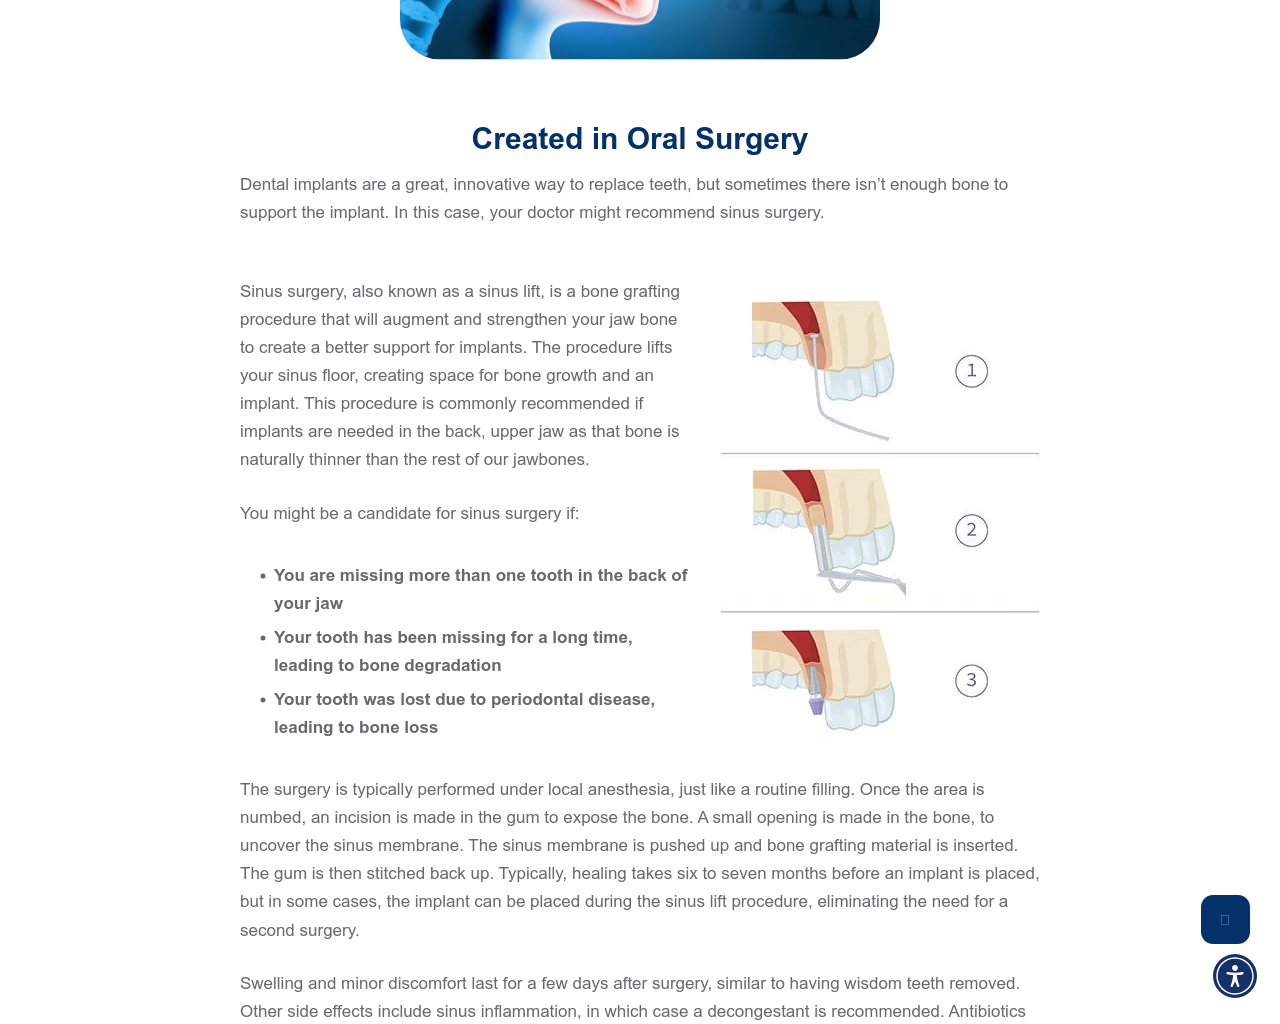 Created in Oral Surgery
Dental implants are a great, innovative way to replace teeth, but sometimes there isn’t enough bone to
support the implant. In this case, your doctor might recommend sinus surgery.
Sinus surgery, also known as a sinus lift, is a bone grafting
procedure that will augment and strengthen your jaw bone
to create a better support for implants. The procedure lifts
your sinus floor, creating space for bone growth and an
implant. This procedure is commonly recommended if
implants are needed in the back, upper jaw as that bone is
naturally thinner than the rest of our jawbones.
You might be a candidate for sinus surgery if:
• You are missing more than one tooth in the back of
your jaw
• Your tooth has been missing for a long time,
leading to bone degradation
• Your tooth was lost due to periodontal disease,
leading to bone loss
1
2
3
The surgery is typically performed under local anesthesia, just like a routine filling. Once the area is
numbed, an incision is made in the gum to expose the bone. A small opening is made in the bone, to
uncover the sinus membrane. The sinus membrane is pushed up and bone grafting material is inserted.
The gum is then stitched back up. Typically, healing takes six to seven months before an implant is placed,
but in some cases, the implant can be placed during the sinus lift procedure, eliminating the need for a
second surgery.
Swelling and minor discomfort last for a few days after surgery, similar to having wisdom teeth removed.
Other side effects include sinus inflammation, in which case a decongestant is recommended. Antibiotics